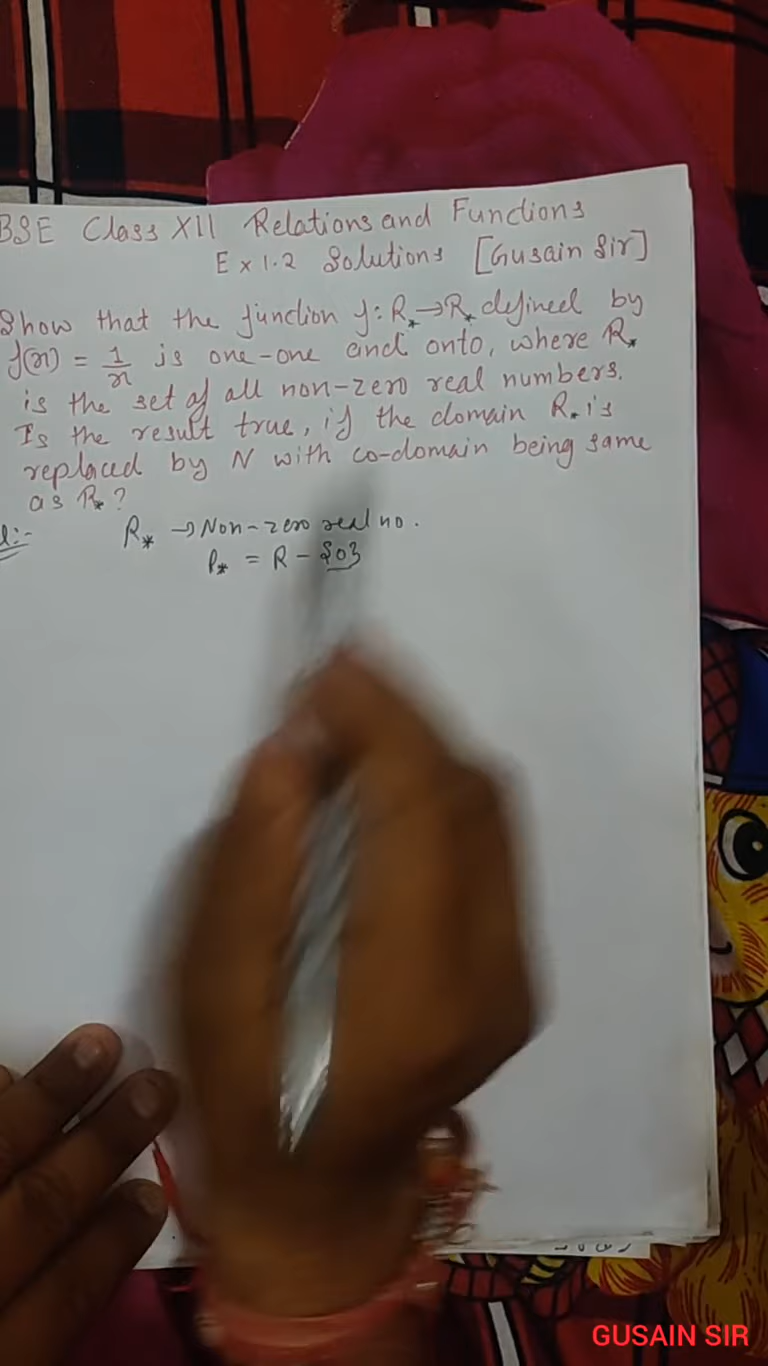 BSE Class XII Relations and Functions
Ex 1.2 Solutions [Gusain Sir]
Show that the function f: R* → R* defined by
f(x) = 1/x is one-one and onto, where R*
is the set of all non-zero real numbers.
Is the result true, if the domain R* is
replaced by N with co-domain being same
as R*?
R* → Non-zero real no.
R* = R - {0}
GUSAIN SIR